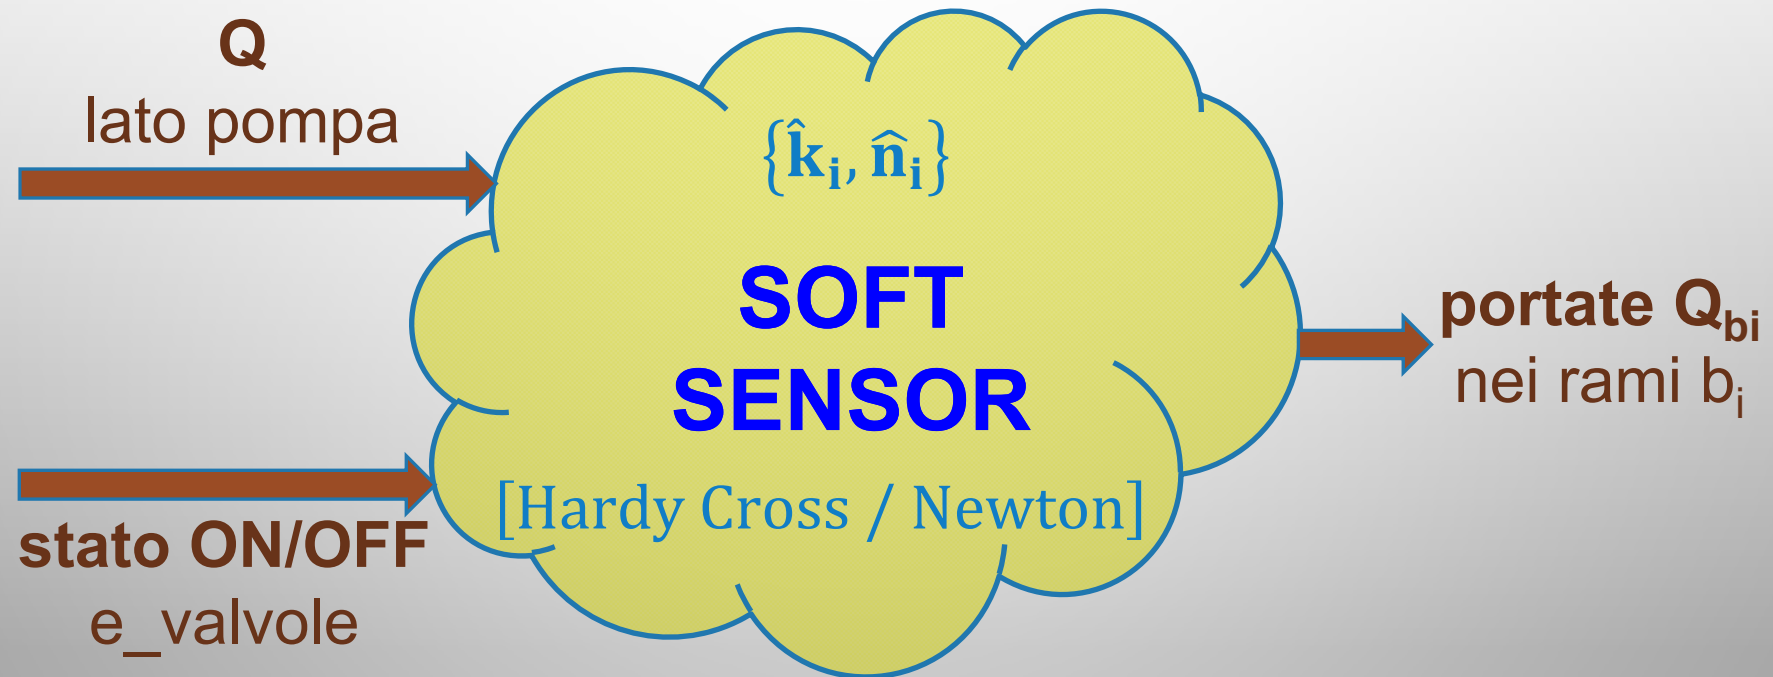 Q
lato pompa
{k̂ᵢ, n̂ᵢ}
SOFT
SENSOR
[Hardy Cross / Newton]
stato ON/OFF
e_valvole
portate Q_bi
nei rami b_i